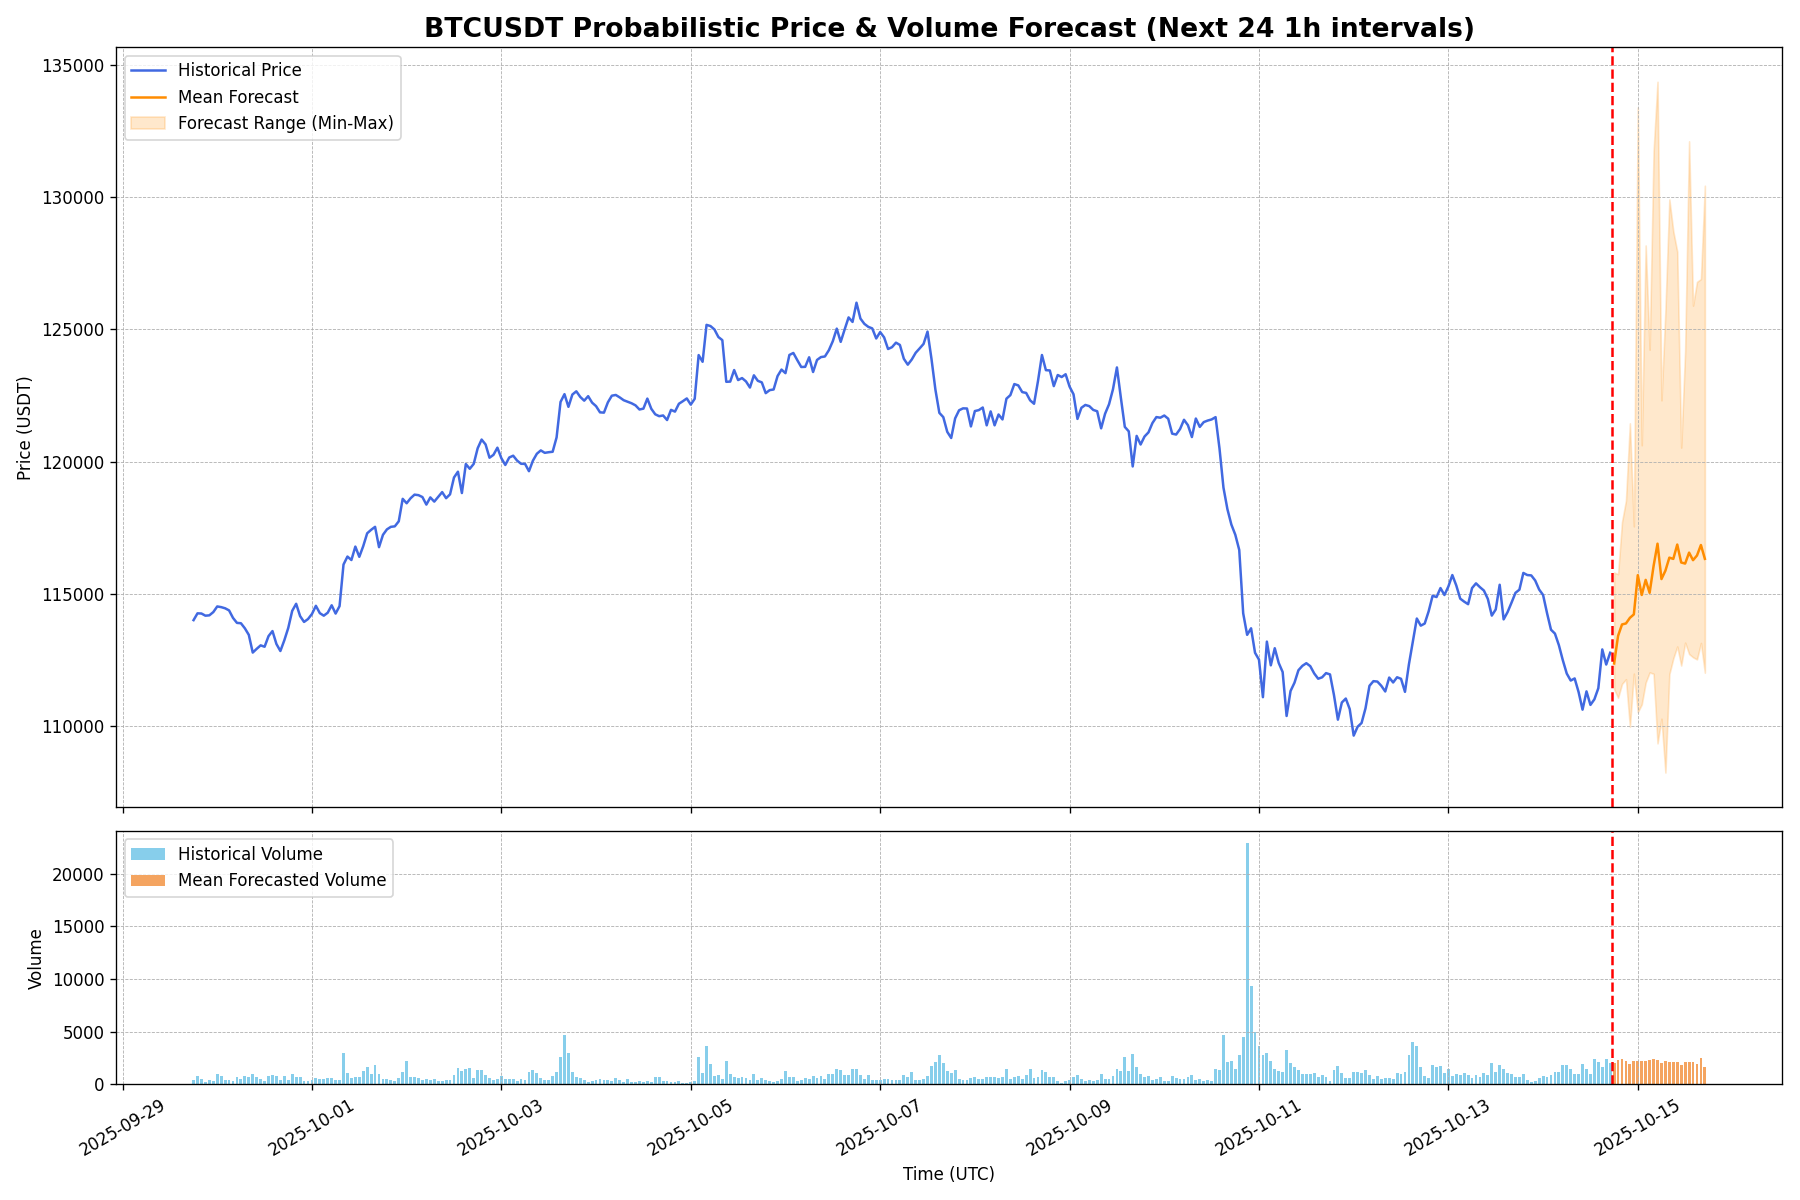 BTCUSDT Probabilistic Price & Volume Forecast (Next 24 1h intervals)
Historical Price
Mean Forecast
Forecast Range (Min-Max)
135000
130000
125000
120000
115000
110000
Price (USDT)
Historical Volume
Mean Forecasted Volume
20000
15000
10000
5000
0
Volume
2025-09-29
2025-10-01
2025-10-03
2025-10-05
2025-10-07
2025-10-09
2025-10-11
2025-10-13
2025-10-15
Time (UTC)